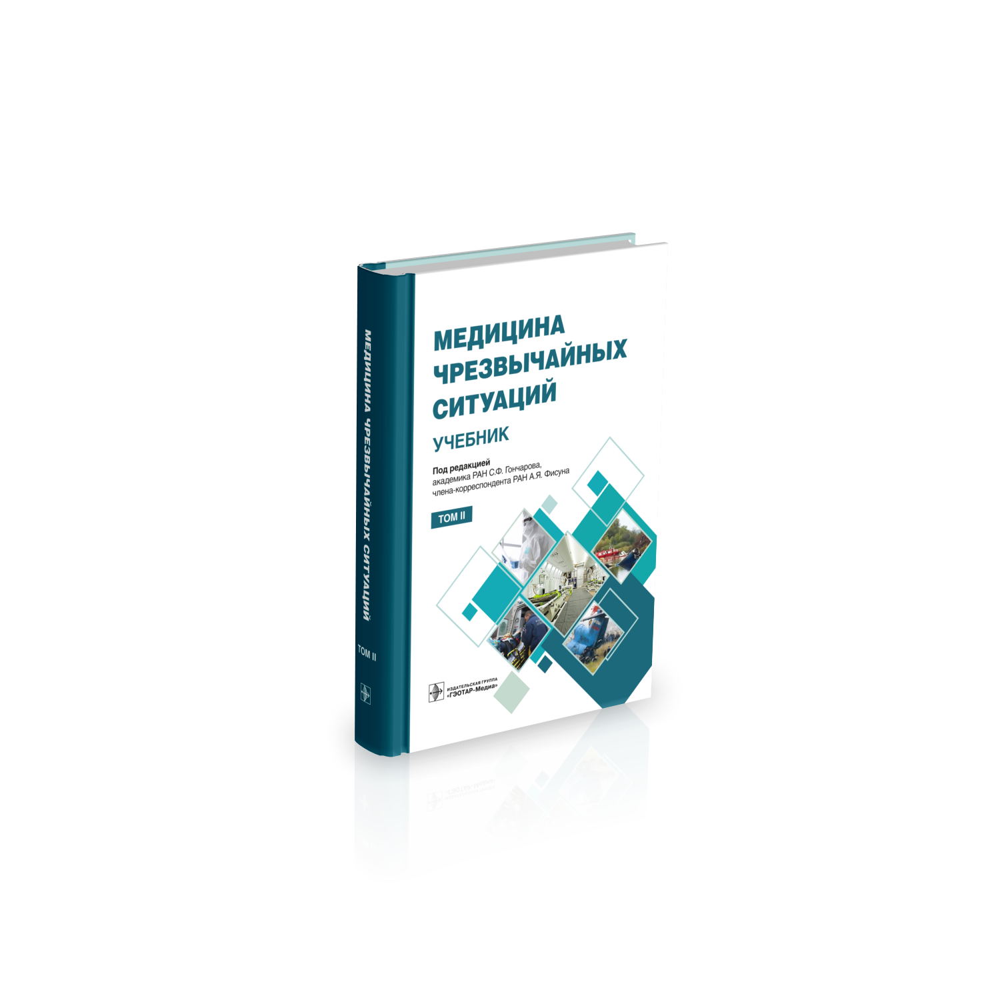 МЕДИЦИНА ЧРЕЗВЫЧАЙНЫХ СИТУАЦИЙ
ТОМ II
МЕДИЦИНА
ЧРЕЗВЫЧАЙНЫХ
СИТУАЦИЙ
УЧЕБНИК
Под редакцией
академика РАН С.Ф. Гончарова,
члена-корреспондента РАН А.Я. Фисуна
ТОМ II
ИЗДАТЕЛЬСКАЯ ГРУППА
«ГЭОТАР-Медиа»